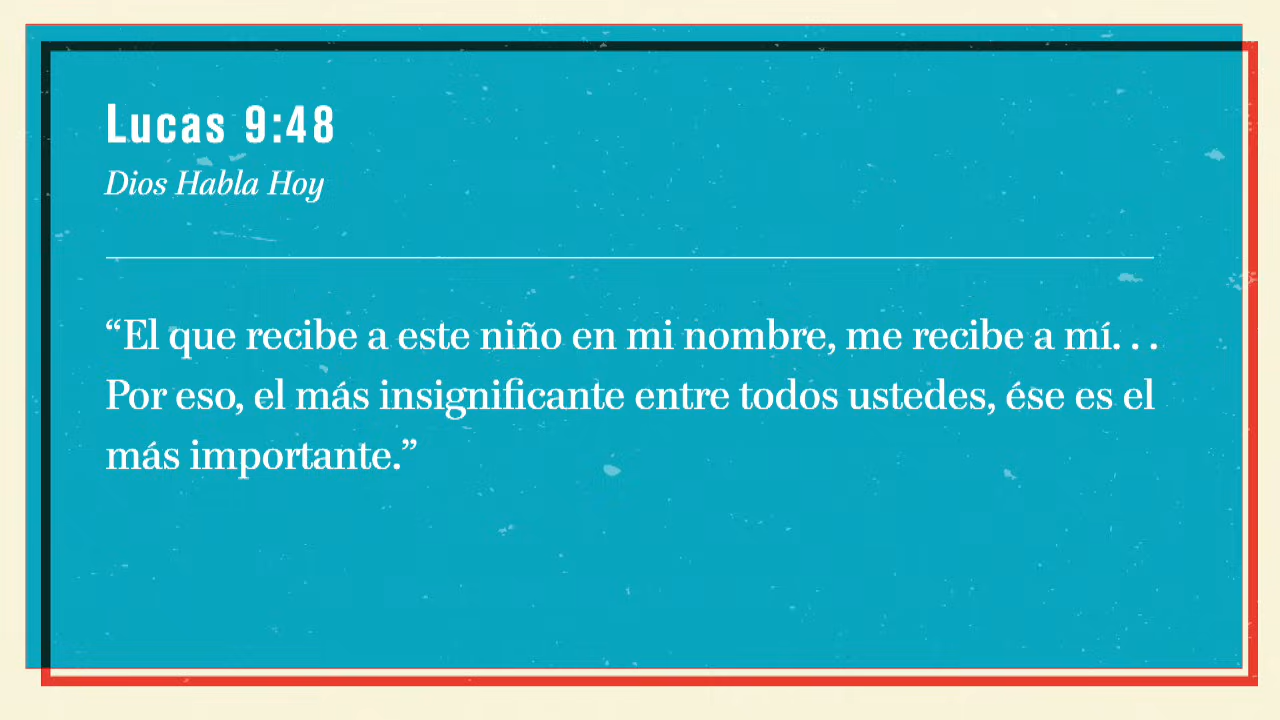 Lucas 9:48
Dios Habla Hoy
“El que recibe a este niño en mi nombre, me recibe a mí. . .
Por eso, el más insignificante entre todos ustedes, ése es el
más importante.”